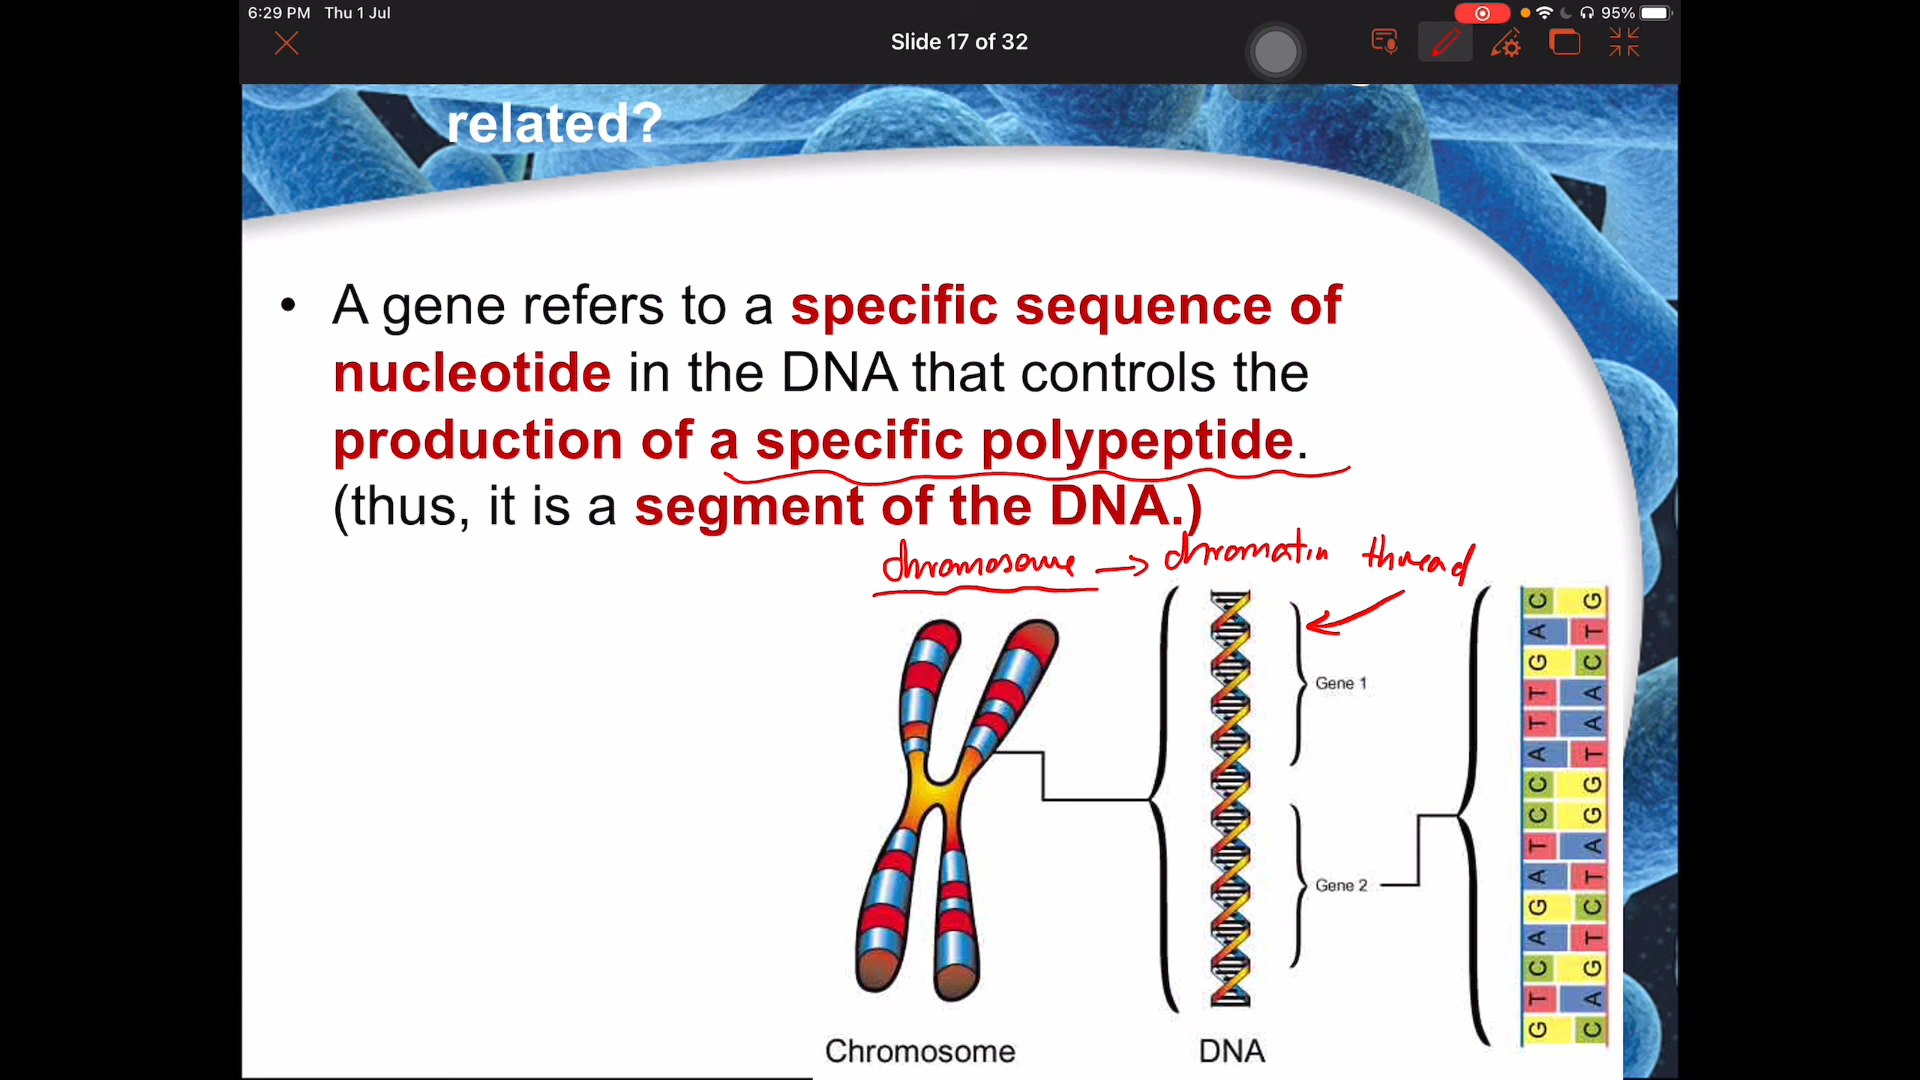 6:29 PM Thu 1 Jul
95%
Slide 17 of 32
related?
• A gene refers to a specific sequence of
nucleotide in the DNA that controls the
production of a specific polypeptide.
(thus, it is a segment of the DNA.)
chromosome → chromatin thread
Gene 1
Gene 2
Chromosome
DNA
C G
A T
G C
T A
T A
A T
C G
C G
T A
A T
G C
A T
C G
T A
G C